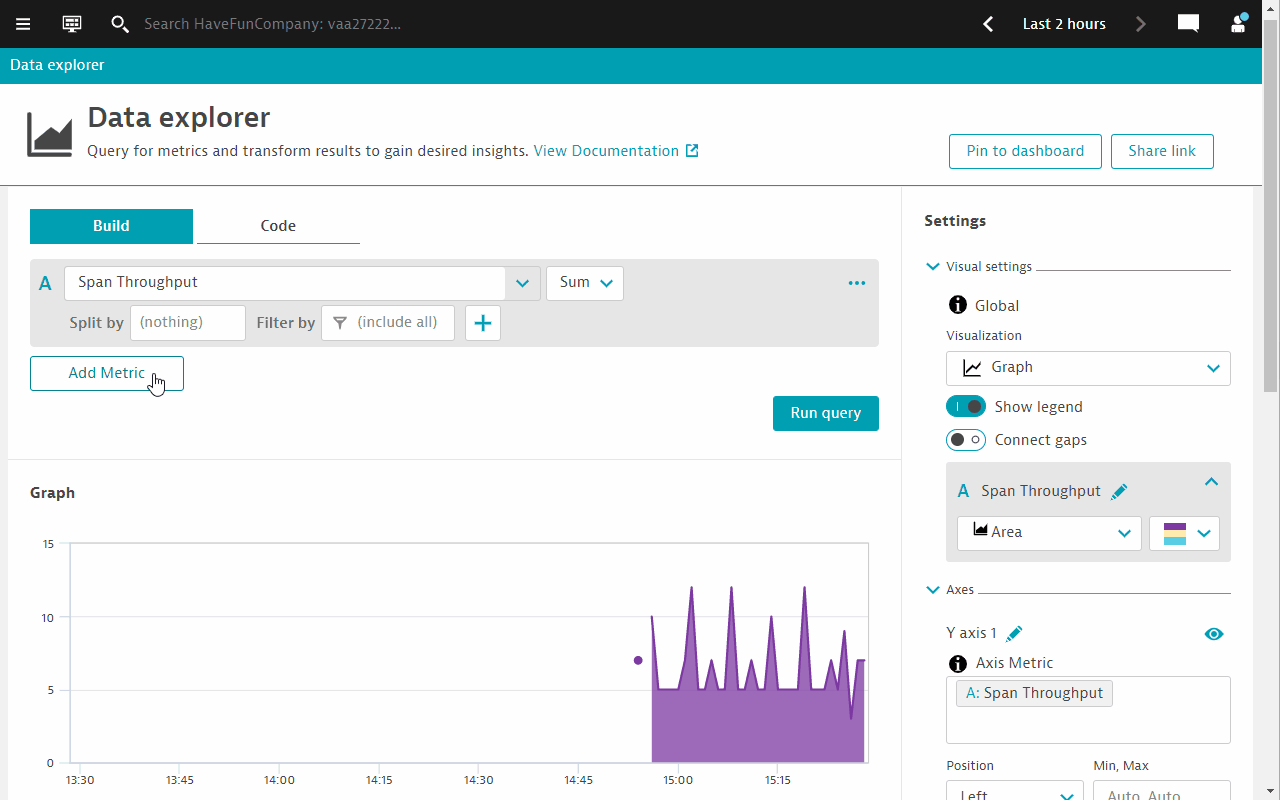 Search HaveFunCompany: vaa27222...
Last 2 hours
Data explorer
Data explorer
Query for metrics and transform results to gain desired insights. View Documentation
Pin to dashboard
Share link
Build
Code
A
Span Throughput
Sum
...
Split by
(nothing)
Filter by
(include all)
Add Metric
Run query
Graph
15
10
5
0
13:30
13:45
14:00
14:15
14:30
14:45
15:00
15:15
Settings
Visual settings
Global
Visualization
Graph
Show legend
Connect gaps
A Span Throughput
Area
Axes
Y axis 1
Axis Metric
A: Span Throughput
Position
Min, Max
Left
Auto, Auto